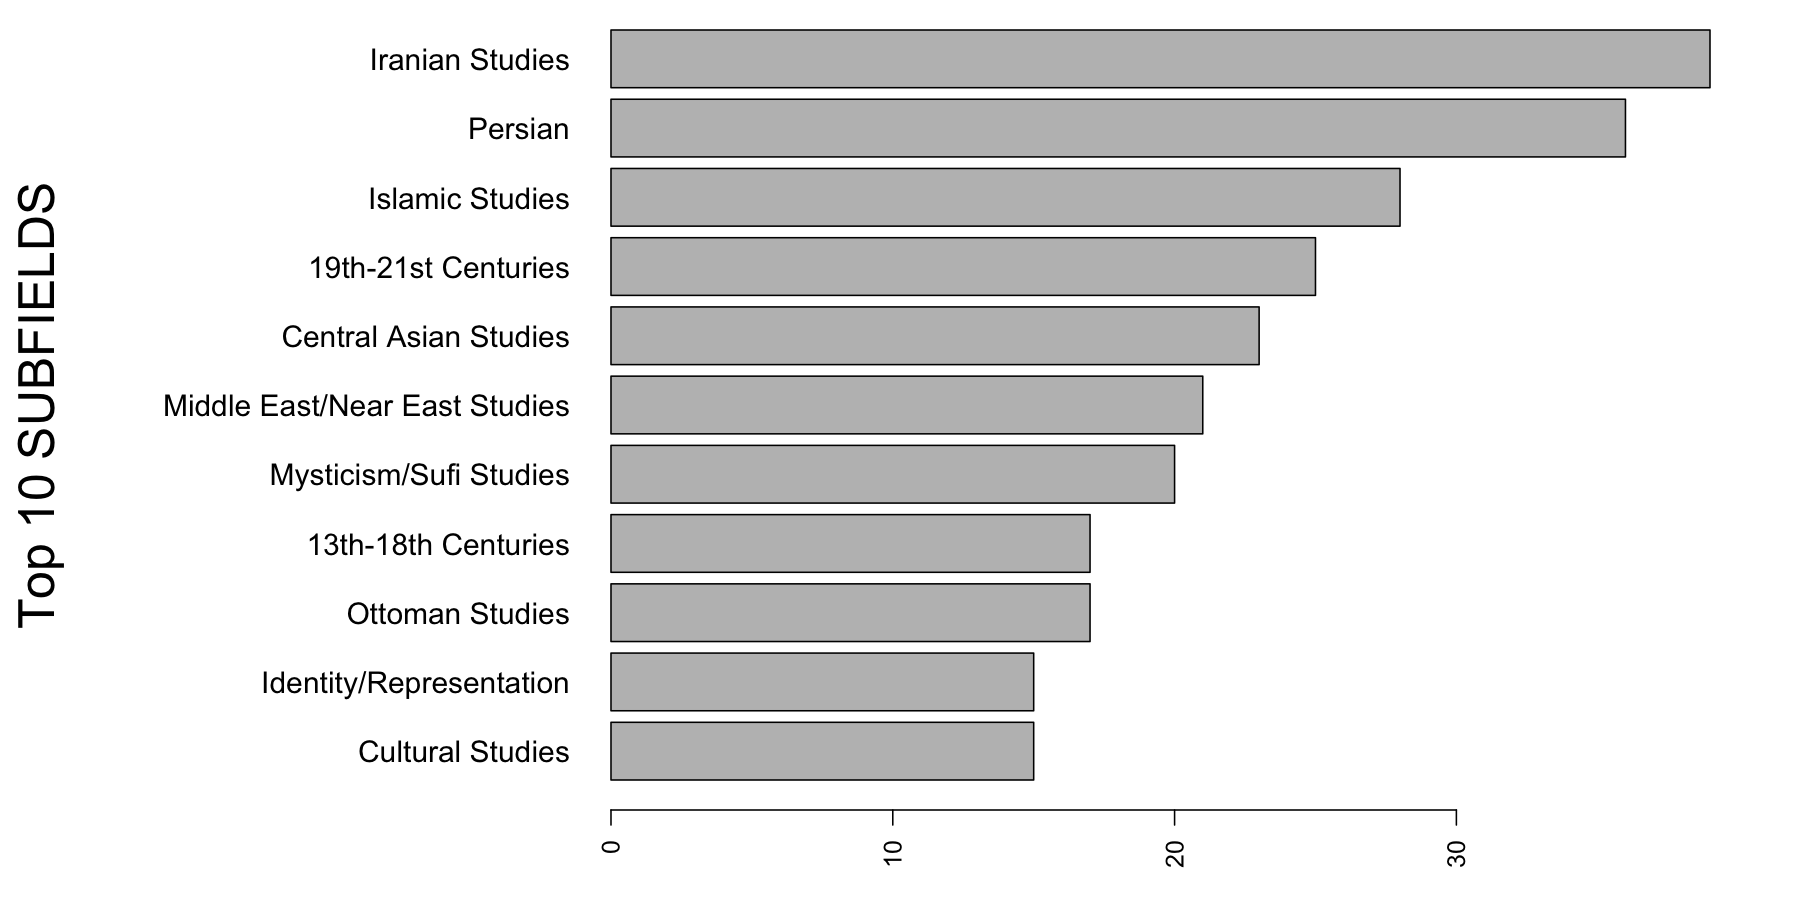 Top 10 SUBFIELDS
Iranian Studies
Persian
Islamic Studies
19th-21st Centuries
Central Asian Studies
Middle East/Near East Studies
Mysticism/Sufi Studies
13th-18th Centuries
Ottoman Studies
Identity/Representation
Cultural Studies
0
10
20
30